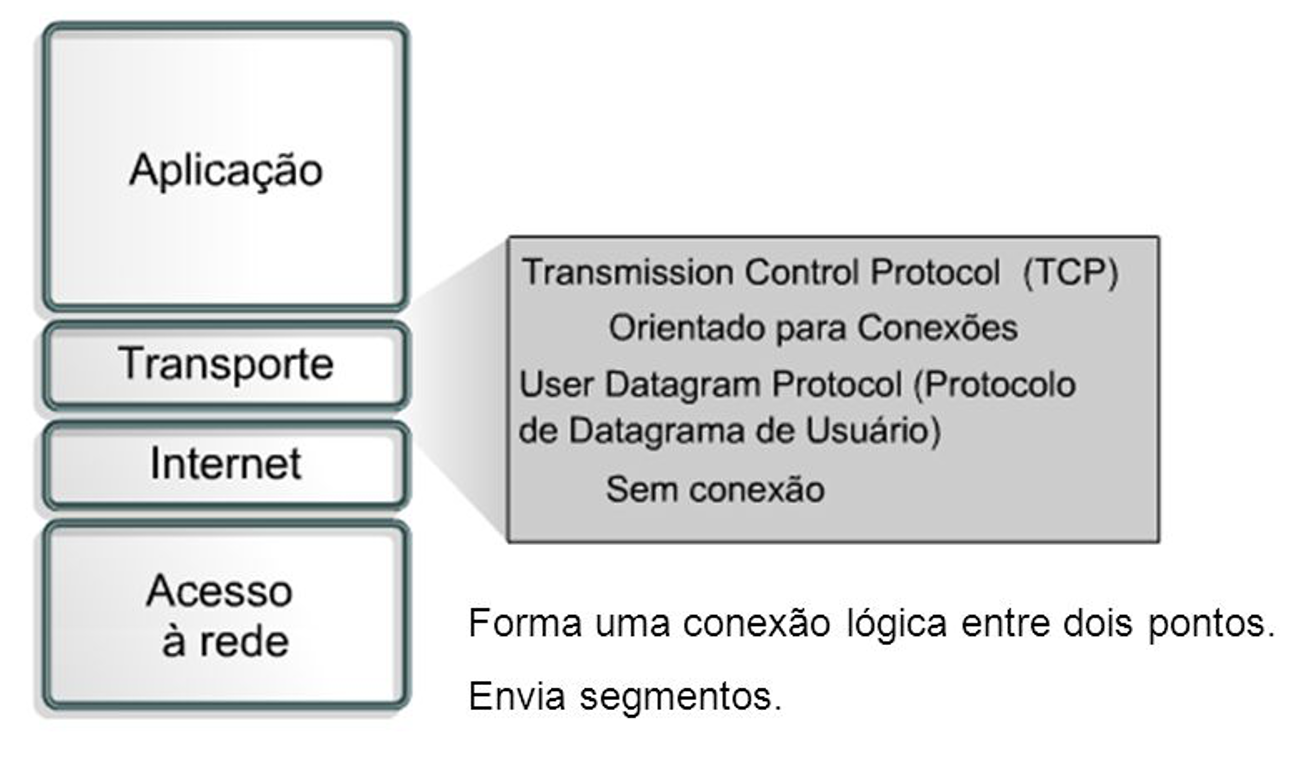 Aplicação
Transporte
Internet
Acesso
à rede
Transmission Control Protocol (TCP)
Orientado para Conexões
User Datagram Protocol (Protocolo
de Datagrama de Usuário)
Sem conexão
Forma uma conexão lógica entre dois pontos.
Envia segmentos.